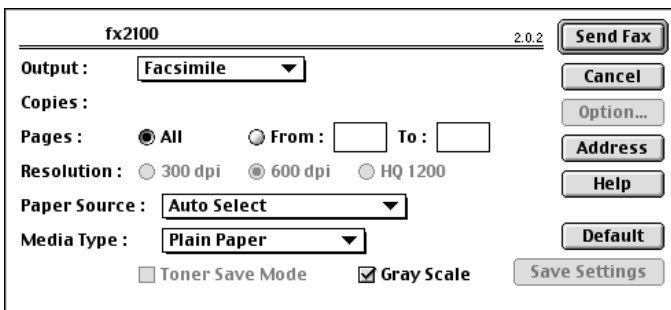 fx2100 2.0.2 Send Fax
Output : Facsimile Cancel
Copies : Option...
Pages : All From : To : Address
Resolution : 300 dpi 600 dpi HQ 1200 Help
Paper Source : Auto Select
Media Type : Plain Paper Default
Toner Save Mode Gray Scale Save Settings